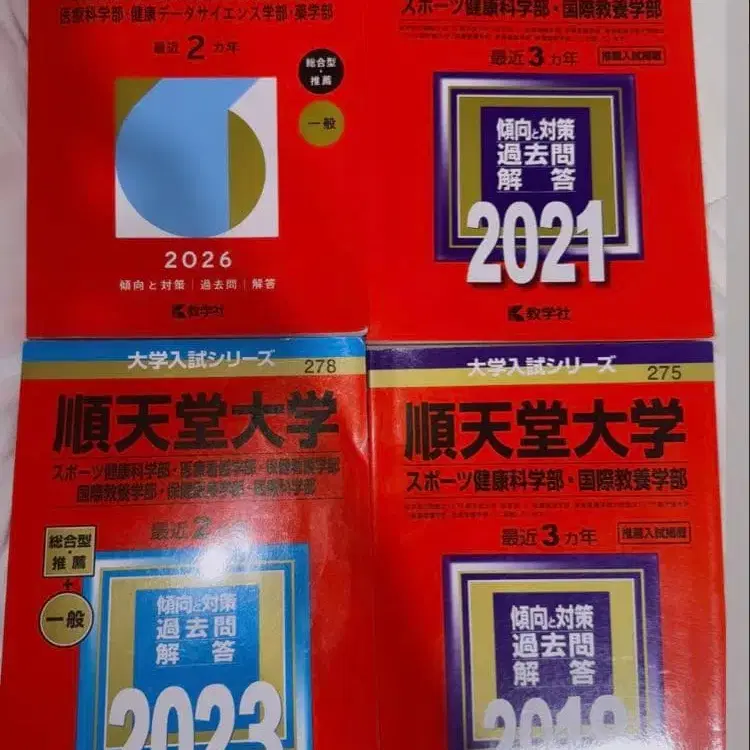 医療科学部・健康データサイエンス学部・薬学部
最近2カ年
総合型・推薦
一般
2026
傾向と対策|過去問|解答
教学社
スポーツ健康科学部・国際教養学部
最近3カ年
推薦入試掲載
傾向と対策
過去問
解答
2021
教学社
大学入試シリーズ
278
順天堂大学
スポーツ健康科学部・医療看護学部・保健看護学部
国際教養学部・保健医療学部・医療科学部
最近2カ年
総合型・推薦
+
一般
傾向と対策
過去問
解答
2023
大学入試シリーズ
275
順天堂大学
スポーツ健康科学部・国際教養学部
最近3カ年
推薦入試掲載
傾向と対策
過去問
解答